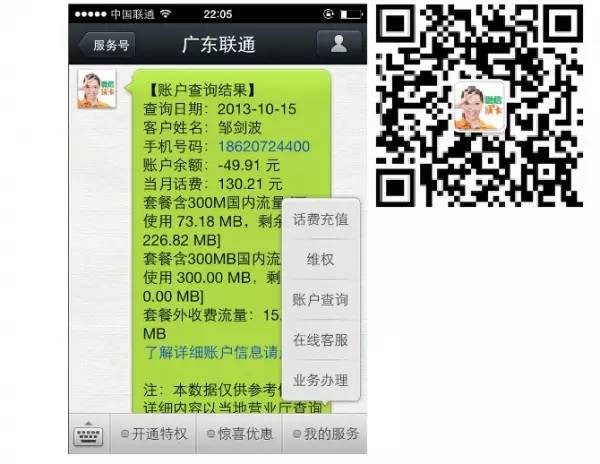 中国联通
22:05
服务号
广东联通
【账户查询结果】
查询日期：2013-10-15
客户姓名：邹剑波
手机号码：18620724400
账户余额：-49.91 元
当月话费：130.21 元
套餐含300M国内流量
使用 73.18 MB，剩
226.82 MB]
套餐含300MB国内流
使用 300.00 MB，剩
0.00 MB]
套餐外收费流量：15.
MB
了解详细账户信息请
注：本数据仅供参考
详细内容以当地营业厅查询
话费充值
维权
账户查询
在线客服
业务办理
开通特权
惊喜优惠
我的服务
微信
沃卡